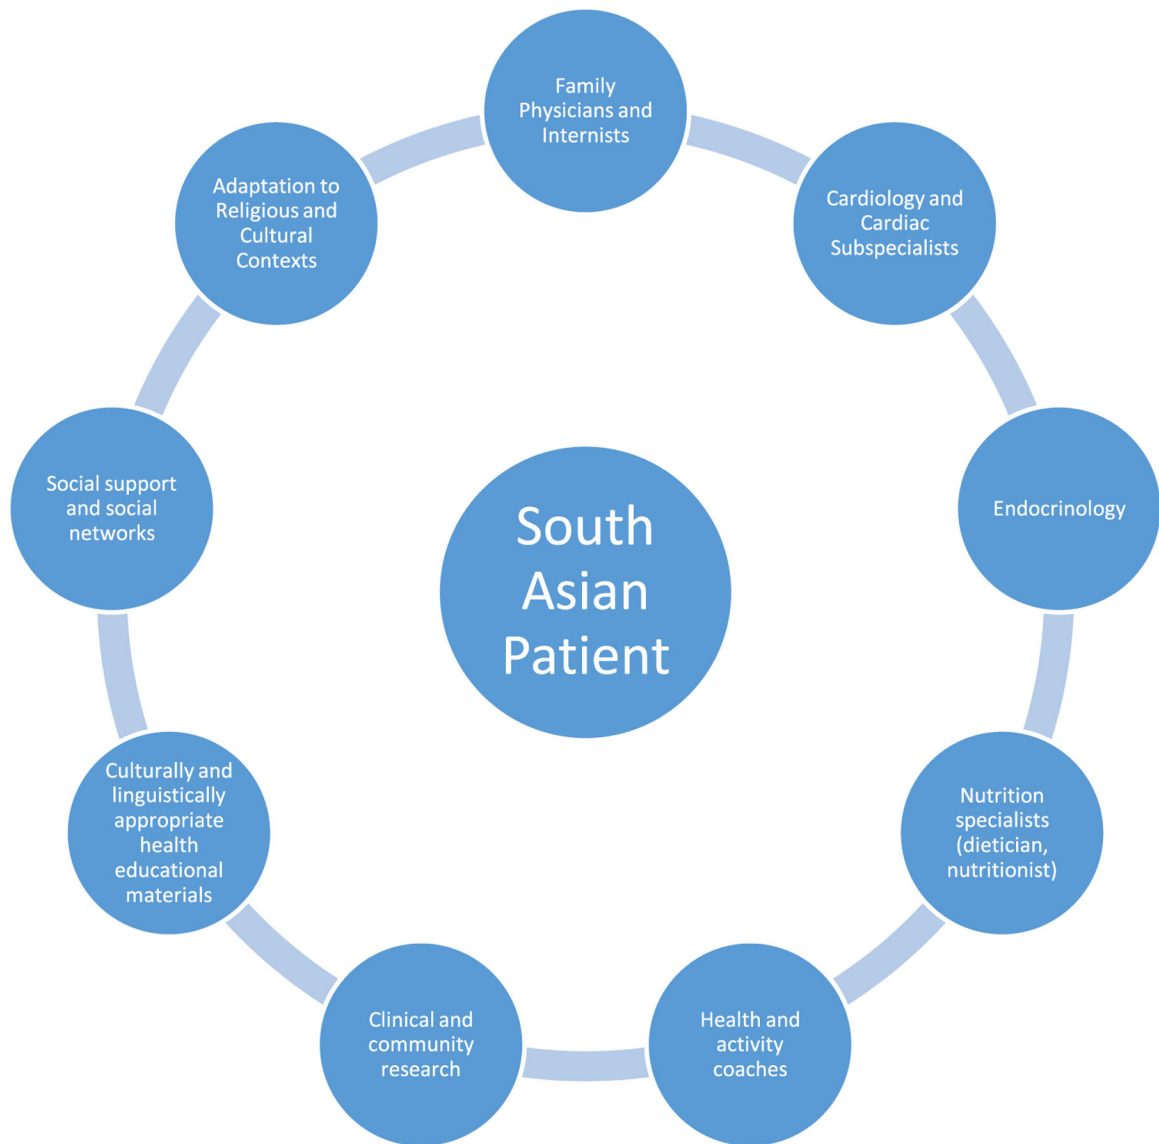 Family
Physicians and
Internists
Cardiology and
Cardiac
Subspecialists
Endocrinology
Nutrition
specialists
(dietician,
nutritionist)
Health and
activity
coaches
Clinical and
community
research
Culturally and
linguistically
appropriate
health
educational
materials
Social support
and social
networks
Adaptation to
Religious and
Cultural
Contexts
South
Asian
Patient